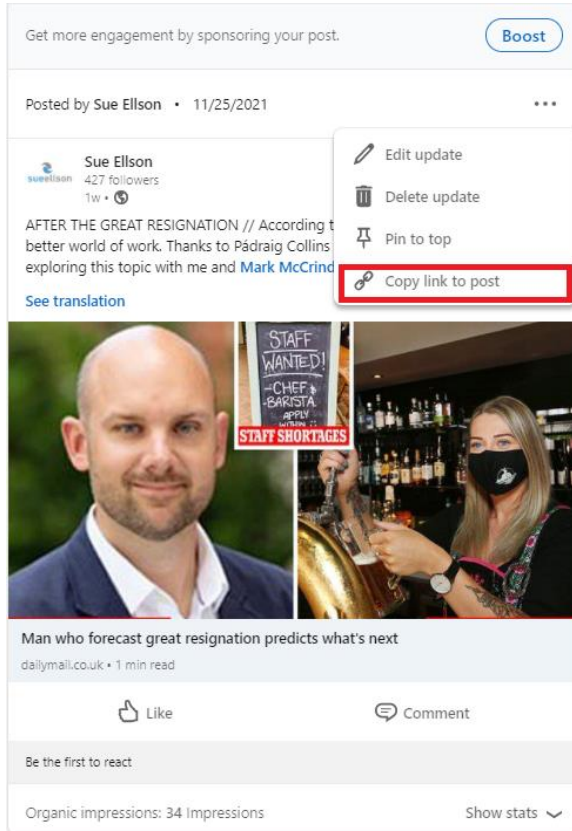 Get more engagement by sponsoring your post.
Boost
Posted by Sue Ellson • 11/25/2021
Edit update
Delete update
Pin to top
Copy link to post
sueellson
Sue Ellson
427 followers
1w •
AFTER THE GREAT RESIGNATION // According t
better world of work. Thanks to Pádraig Collins
exploring this topic with me and Mark McCrind
See translation
STAFF
WANTED!
-CHEF
-BARISTA
APPLY
WITHIN
STAFF SHORTAGES
Man who forecast great resignation predicts what's next
dailymail.co.uk • 1 min read
Like
Comment
Be the first to react
Organic impressions: 34 Impressions
Show stats